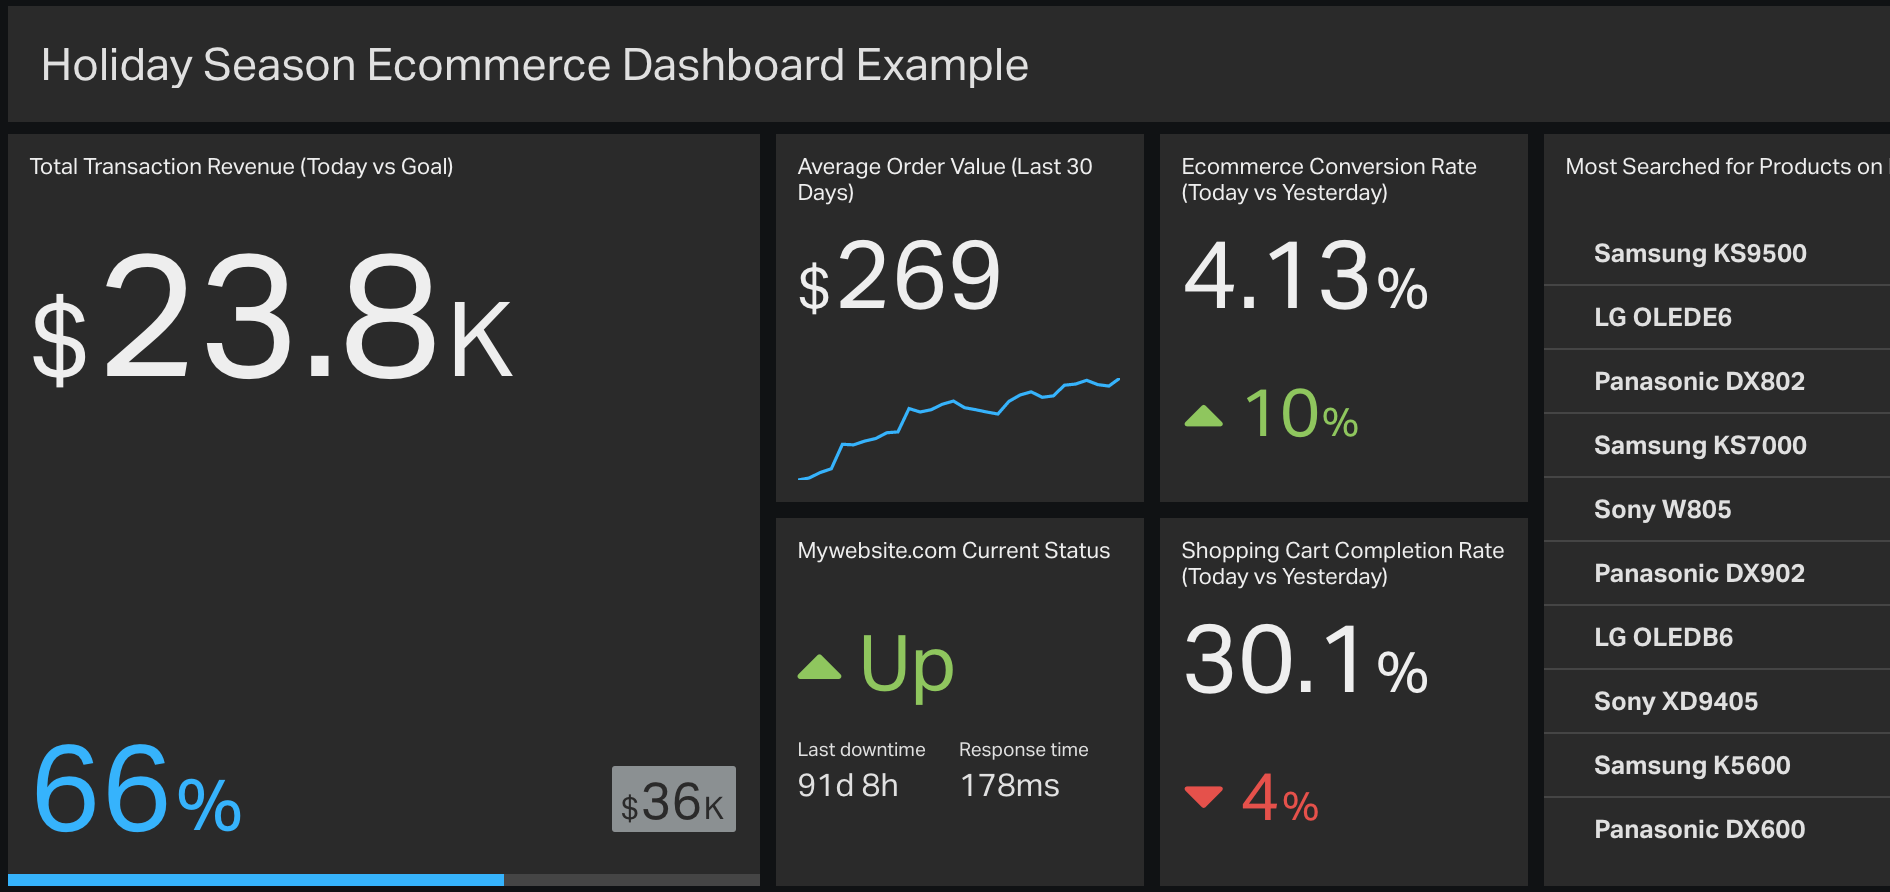 Holiday Season Ecommerce Dashboard Example
Total Transaction Revenue (Today vs Goal)
$23.8K
66%
$36K
Average Order Value (Last 30
Days)
$269
Ecommerce Conversion Rate
(Today vs Yesterday)
4.13%
10%
Mywebsite.com Current Status
Up
Last downtime
91d 8h
Response time
178ms
Shopping Cart Completion Rate
(Today vs Yesterday)
30.1%
4%
Most Searched for Products on
Samsung KS9500
LG OLEDE6
Panasonic DX802
Samsung KS7000
Sony W805
Panasonic DX902
LG OLEDB6
Sony XD9405
Samsung K5600
Panasonic DX600